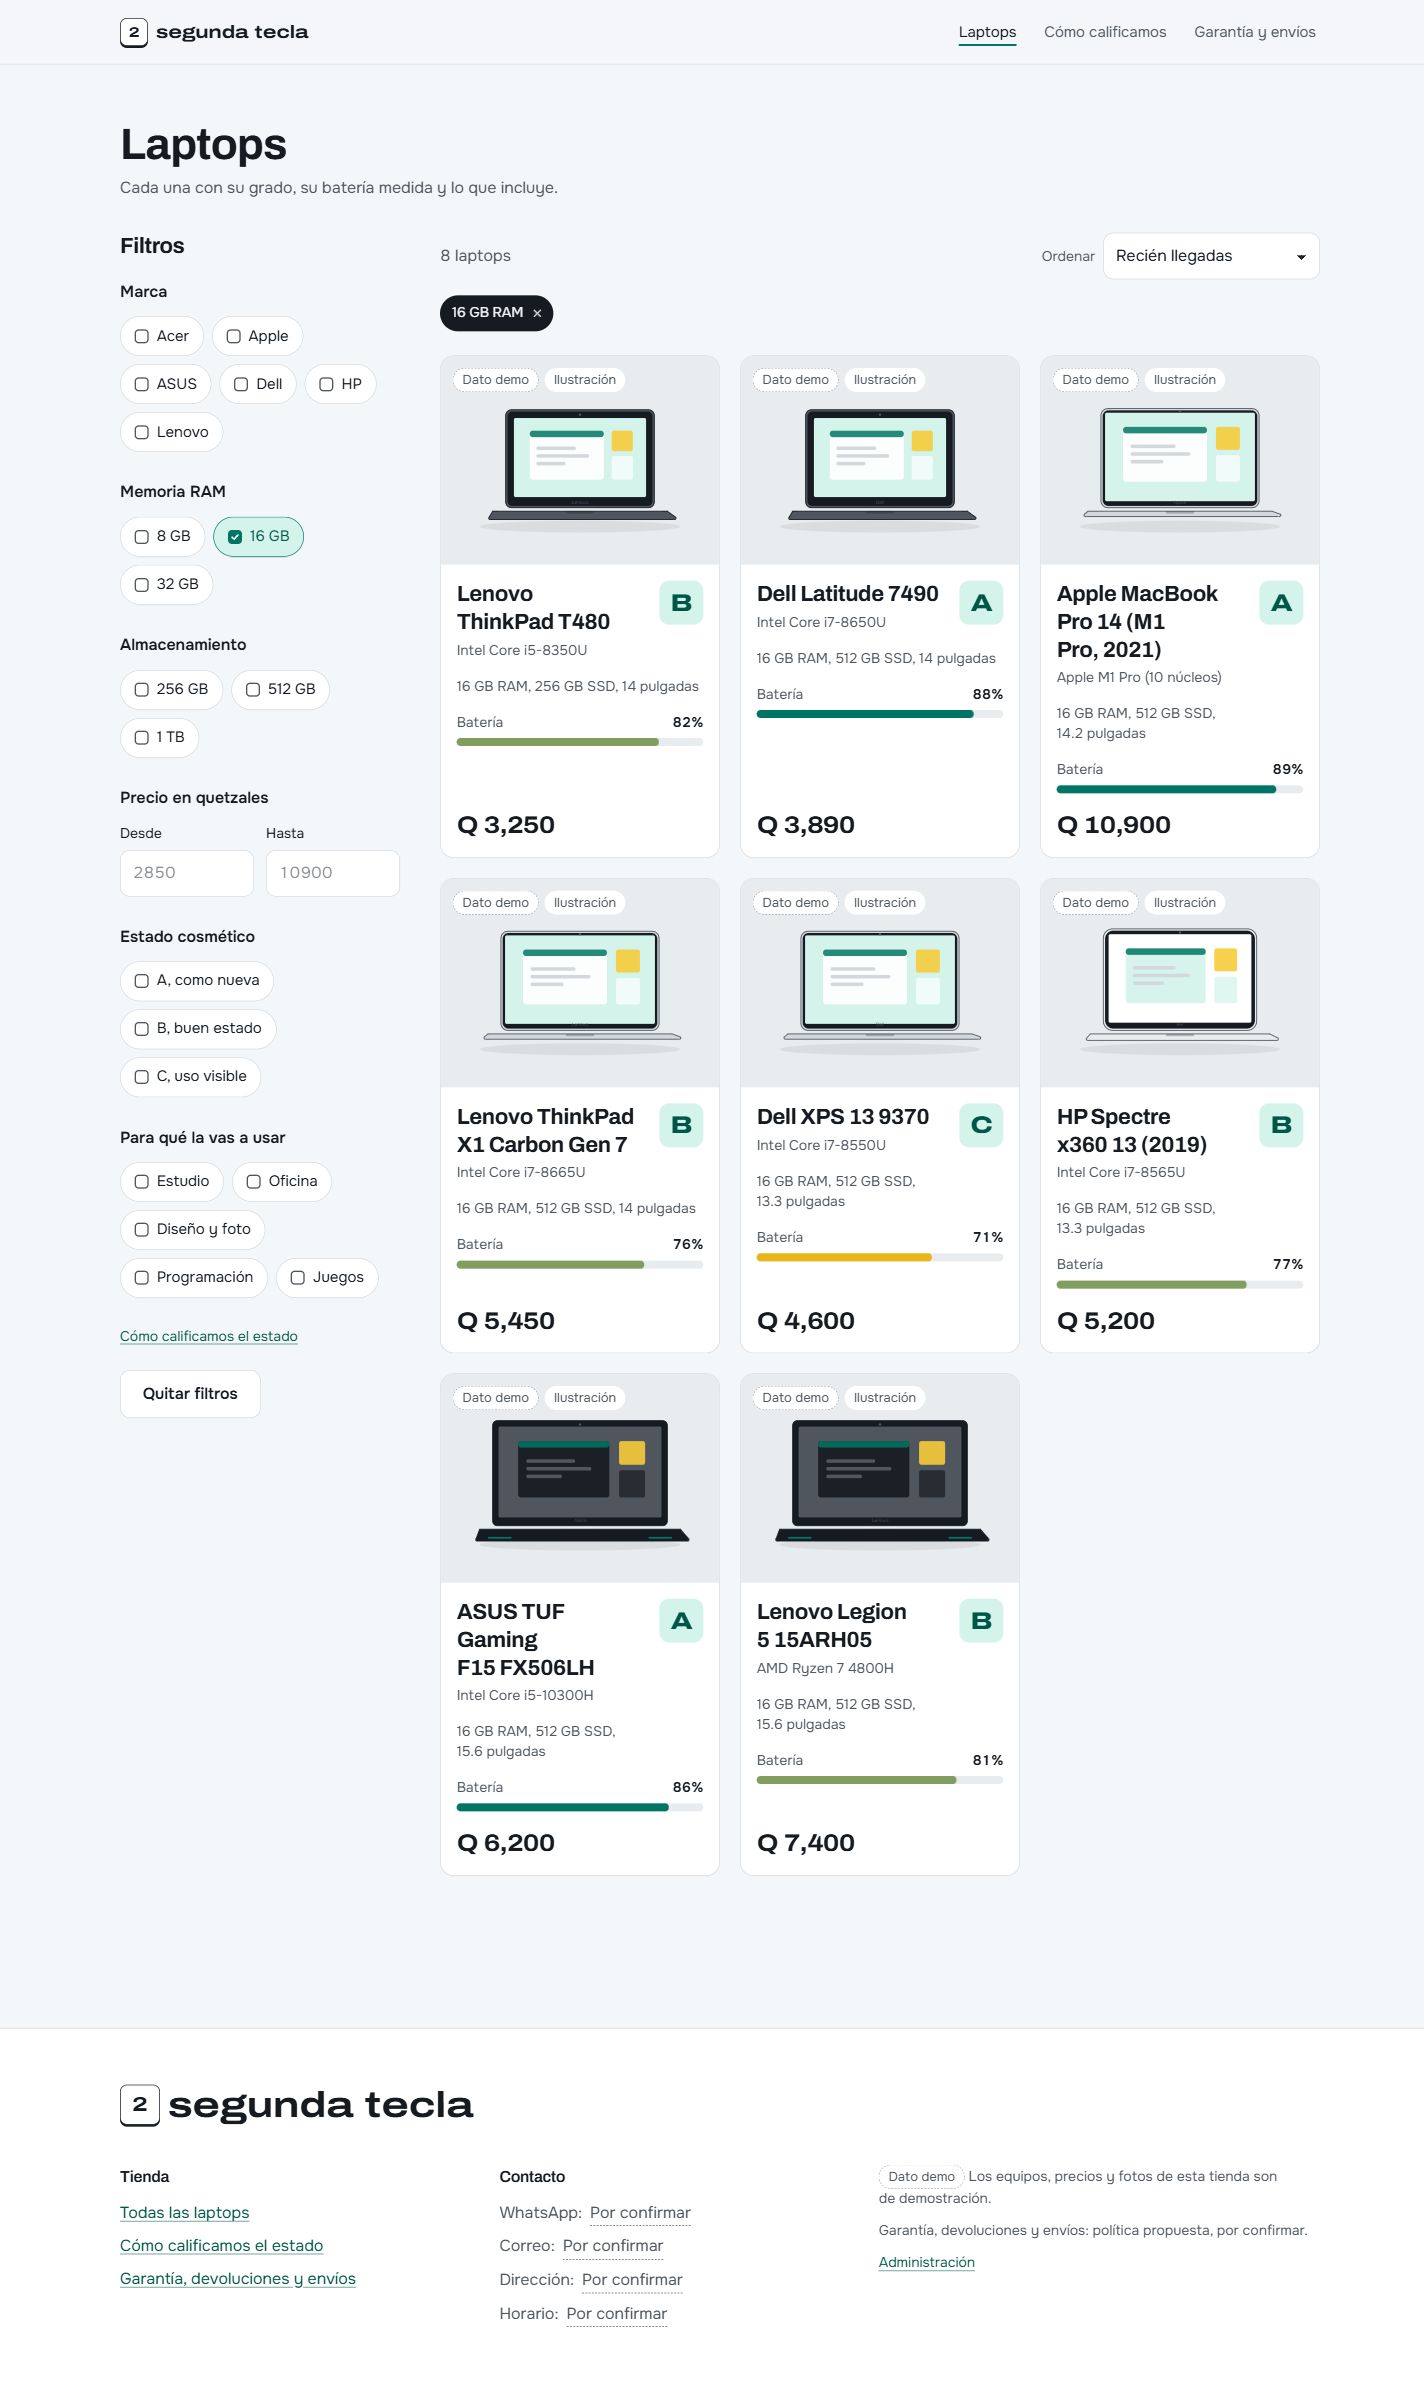 2 segunda tecla
Laptops Cómo calificamos Garantía y envíos
Laptops
Cada una con su grado, su batería medida y lo que incluye.
Filtros
Marca
Acer Apple
ASUS Dell HP
Lenovo
Memoria RAM
8 GB 16 GB
32 GB
Almacenamiento
256 GB 512 GB
1 TB
Precio en quetzales
Desde Hasta
2850 10900
Estado cosmético
A, como nueva
B, buen estado
C, uso visible
Para qué la vas a usar
Estudio Oficina
Diseño y foto
Programación Juegos
Cómo calificamos el estado
Quitar filtros
8 laptops
Ordenar Recién llegadas
16 GB RAM ×
Dato demo Ilustración
Lenovo
ThinkPad T480
B
Intel Core i5-8350U
16 GB RAM, 256 GB SSD, 14 pulgadas
Batería 82%
Q 3,250
Dato demo Ilustración
Dell Latitude 7490
A
Intel Core i7-8650U
16 GB RAM, 512 GB SSD, 14 pulgadas
Batería 88%
Q 3,890
Dato demo Ilustración
Apple MacBook
Pro 14 (M1
Pro, 2021)
A
Apple M1 Pro (10 núcleos)
16 GB RAM, 512 GB SSD,
14.2 pulgadas
Batería 89%
Q 10,900
Dato demo Ilustración
Lenovo ThinkPad
X1 Carbon Gen 7
B
Intel Core i7-8665U
16 GB RAM, 512 GB SSD, 14 pulgadas
Batería 76%
Q 5,450
Dato demo Ilustración
Dell XPS 13 9370
C
Intel Core i7-8550U
16 GB RAM, 512 GB SSD,
13.3 pulgadas
Batería 71%
Q 4,600
Dato demo Ilustración
HP Spectre
x360 13 (2019)
B
Intel Core i7-8565U
16 GB RAM, 512 GB SSD,
13.3 pulgadas
Batería 77%
Q 5,200
Dato demo Ilustración
ASUS TUF
Gaming
F15 FX506LH
A
Intel Core i5-10300H
16 GB RAM, 512 GB SSD,
15.6 pulgadas
Batería 86%
Q 6,200
Dato demo Ilustración
Lenovo Legion
5 15ARH05
B
AMD Ryzen 7 4800H
16 GB RAM, 512 GB SSD,
15.6 pulgadas
Batería 81%
Q 7,400
2 segunda tecla
Tienda
Todas las laptops
Cómo calificamos el estado
Garantía, devoluciones y envíos
Contacto
WhatsApp: Por confirmar
Correo: Por confirmar
Dirección: Por confirmar
Horario: Por confirmar
Dato demo Los equipos, precios y fotos de esta tienda son
de demostración.
Garantía, devoluciones y envíos: política propuesta, por confirmar.
Administración